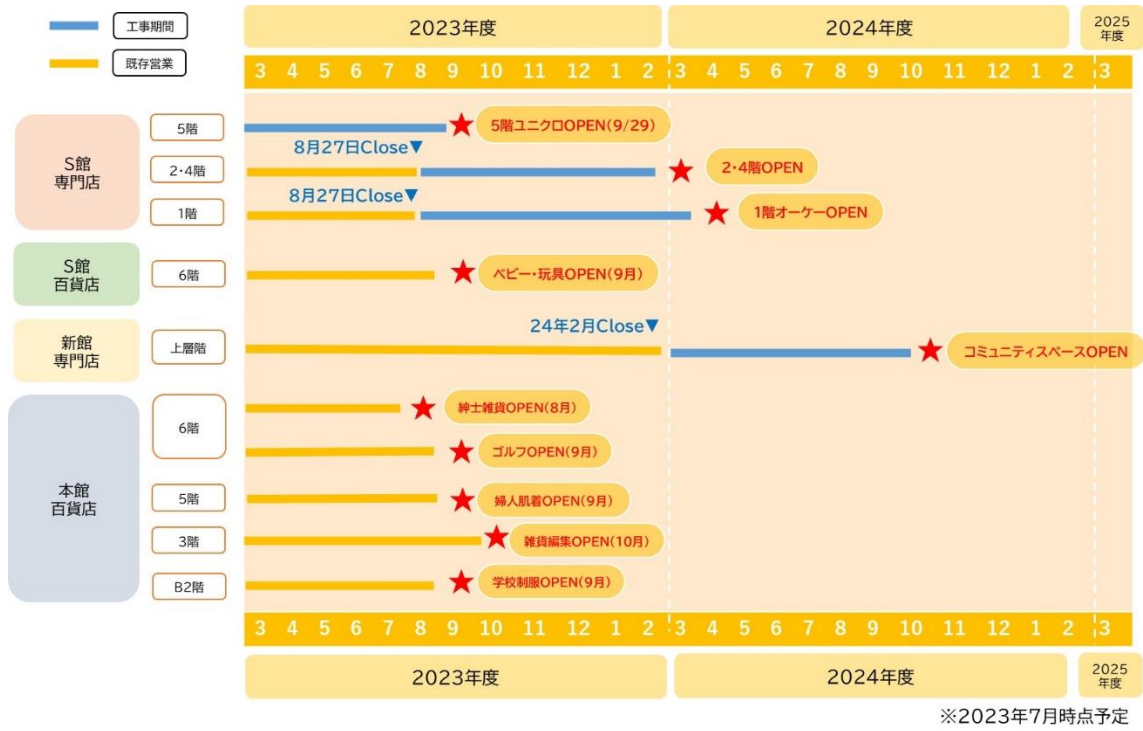 工事期間
既存営業
2023年度
2024年度
2025
年度
3 4 5 6 7 8 9 10 11 12 1 2 3 4 5 6 7 8 9 10 11 12 1 2 3
S館
専門店
5階
5階ユニクロOPEN(9/29)
8月27日Close▼
2・4階
2・4階OPEN
8月27日Close▼
1階
1階オーケーOPEN
S館
百貨店
6階
ベビー・玩具OPEN(9月)
24年2月Close▼
新館
専門店
上層階
コミュニティスペースOPEN
本館
百貨店
6階
紳士雑貨OPEN(8月)
ゴルフOPEN(9月)
5階
婦人肌着OPEN(9月)
3階
雑貨編集OPEN(10月)
B2階
学校制服OPEN(9月)
3 4 5 6 7 8 9 10 11 12 1 2 3 4 5 6 7 8 9 10 11 12 1 2 3
2023年度
2024年度
2025
年度
※2023年7月時点予定